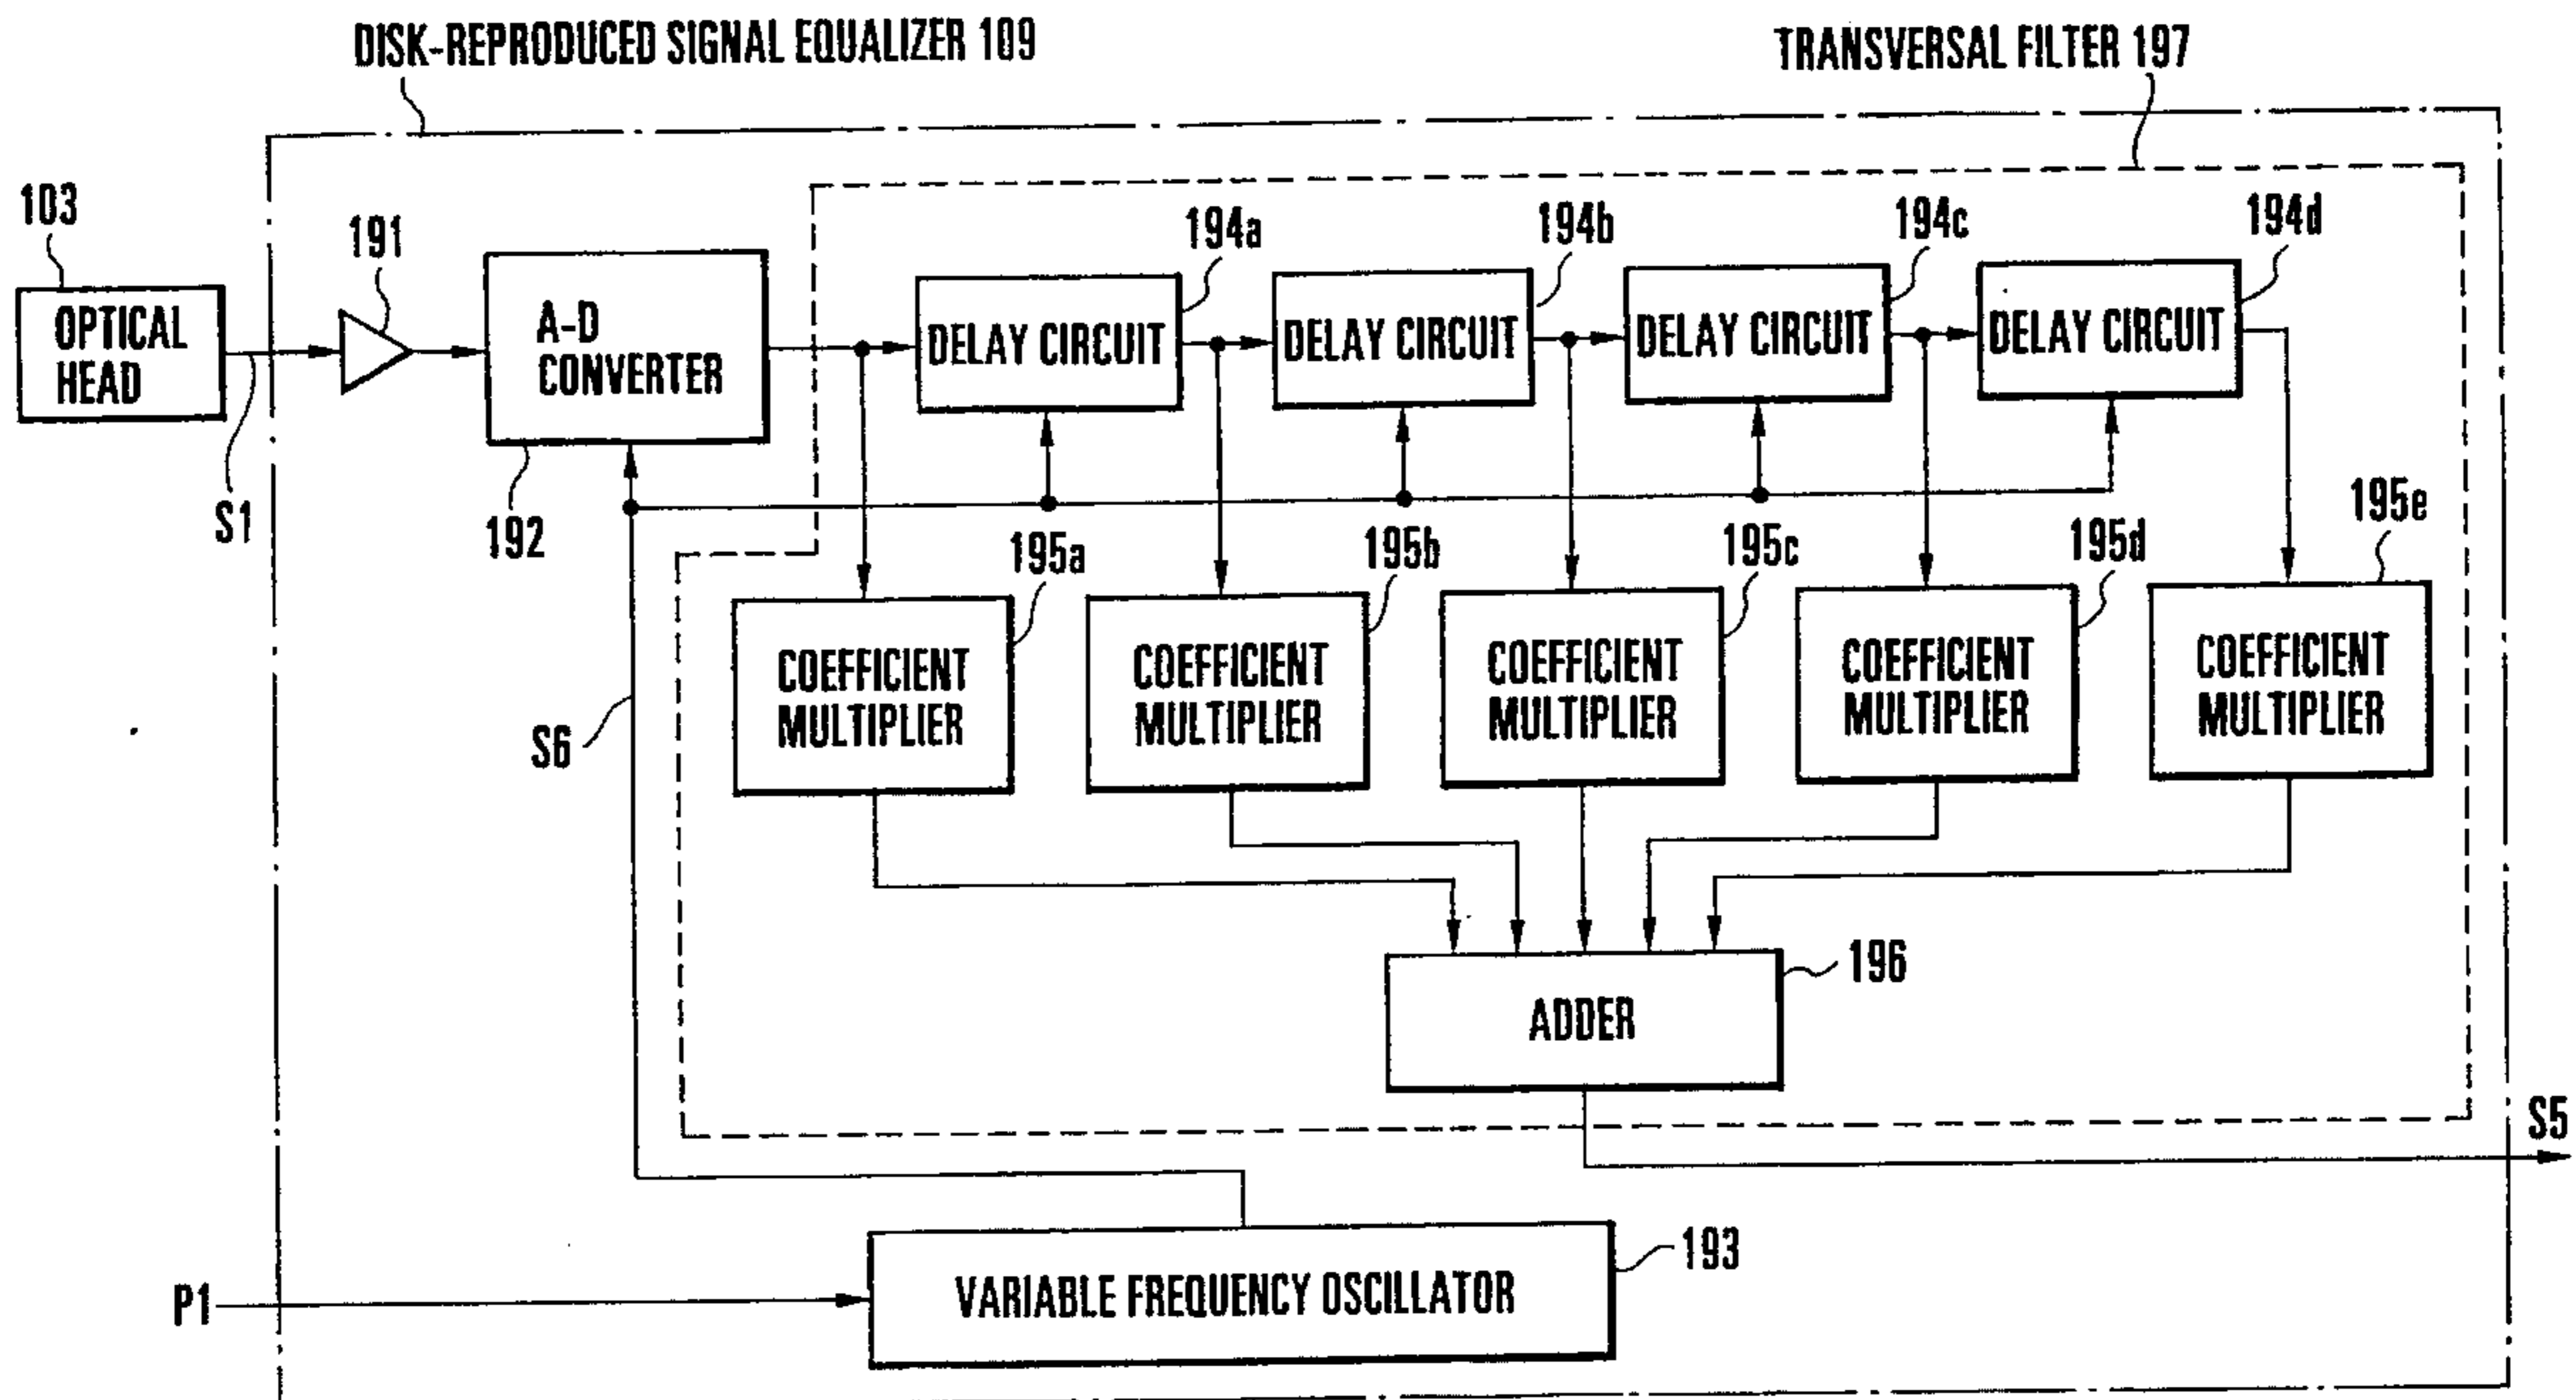 DISK-REPRODUCED SIGNAL EQUALIZER 109
TRANSVERSAL FILTER 197
103
191
194a
194b
194c
194d
OPTICAL
HEAD
A-D
CONVERTER
DELAY CIRCUIT
DELAY CIRCUIT
DELAY CIRCUIT
DELAY CIRCUIT
S1
192
195a
195b
195c
195d
195e
S6
COEFFICIENT
MULTIPLIER
COEFFICIENT
MULTIPLIER
COEFFICIENT
MULTIPLIER
COEFFICIENT
MULTIPLIER
COEFFICIENT
MULTIPLIER
196
ADDER
S5
193
P1
VARIABLE FREQUENCY OSCILLATOR